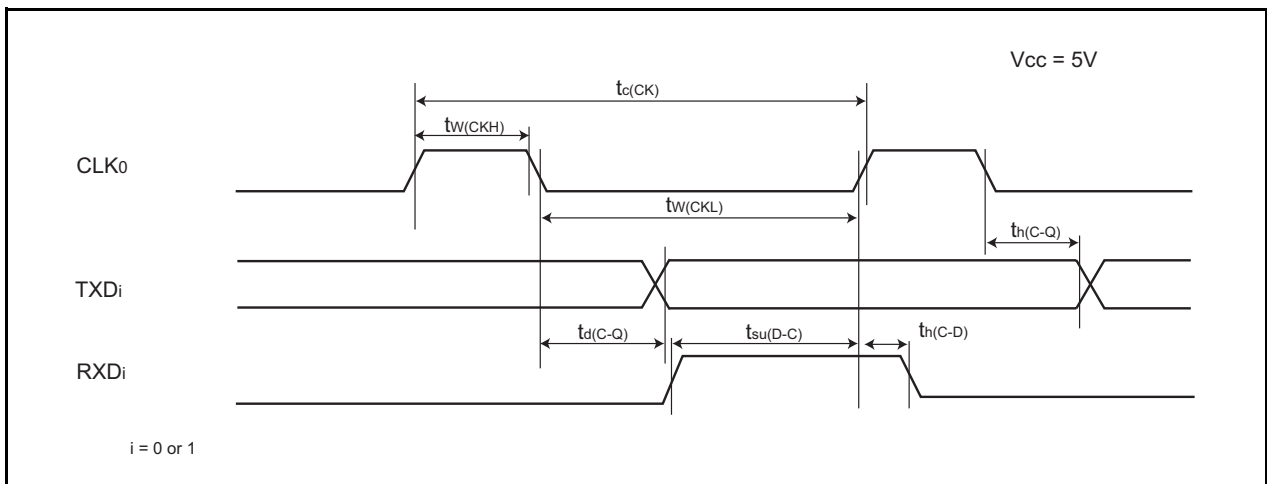 Vcc = 5V
tc(CK)
tW(CKH)
CLK0
tW(CKL)
th(C-Q)
TXDi
td(C-Q)
tsu(D-C)
th(C-D)
RXDi
i = 0 or 1